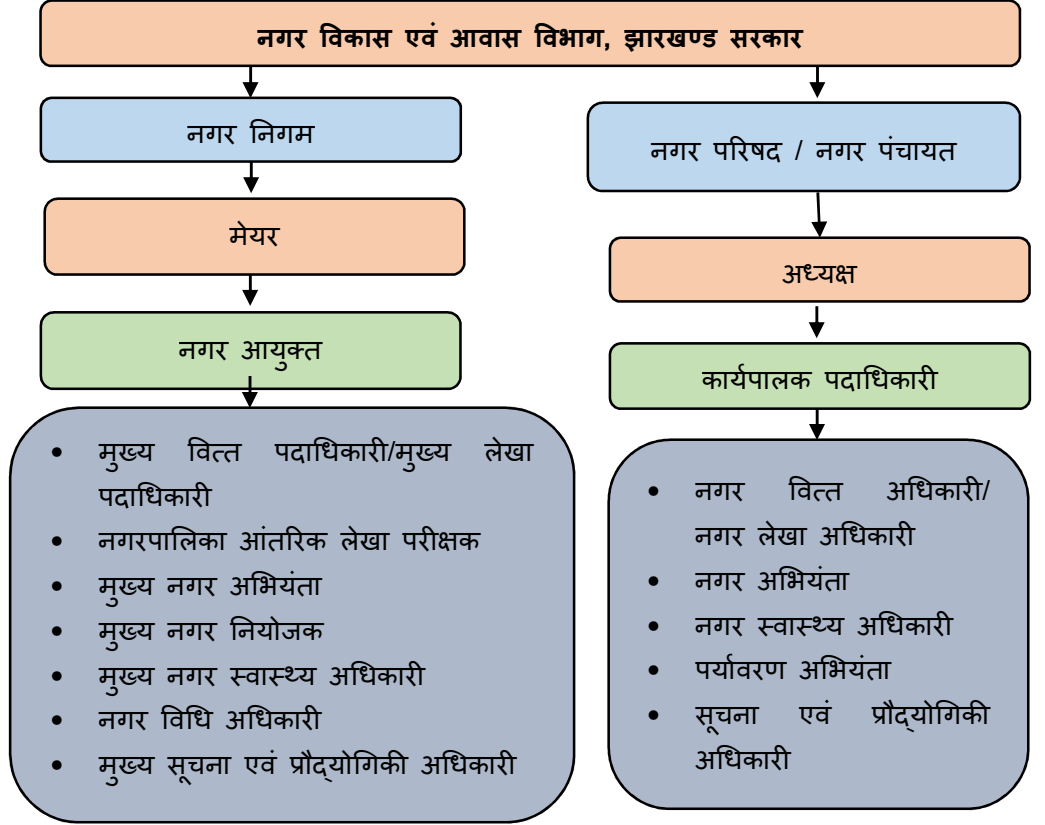 नगर विकास एवं आवास विभाग, झारखण्ड सरकार
नगर निगम
मेयर
नगर आयुक्त
• मुख्य वित्त पदाधिकारी/मुख्य लेखा
पदाधिकारी
• नगरपालिका आंतरिक लेखा परीक्षक
• मुख्य नगर अभियंता
• मुख्य नगर नियोजक
• मुख्य नगर स्वास्थ्य अधिकारी
• नगर विधि अधिकारी
• मुख्य सूचना एवं प्रौद्योगिकी अधिकारी
नगर परिषद / नगर पंचायत
अध्यक्ष
कार्यपालक पदाधिकारी
• नगर वित्त अधिकारी/
नगर लेखा अधिकारी
• नगर अभियंता
• नगर स्वास्थ्य अधिकारी
• पर्यावरण अभियंता
• सूचना एवं प्रौद्योगिकी
अधिकारी